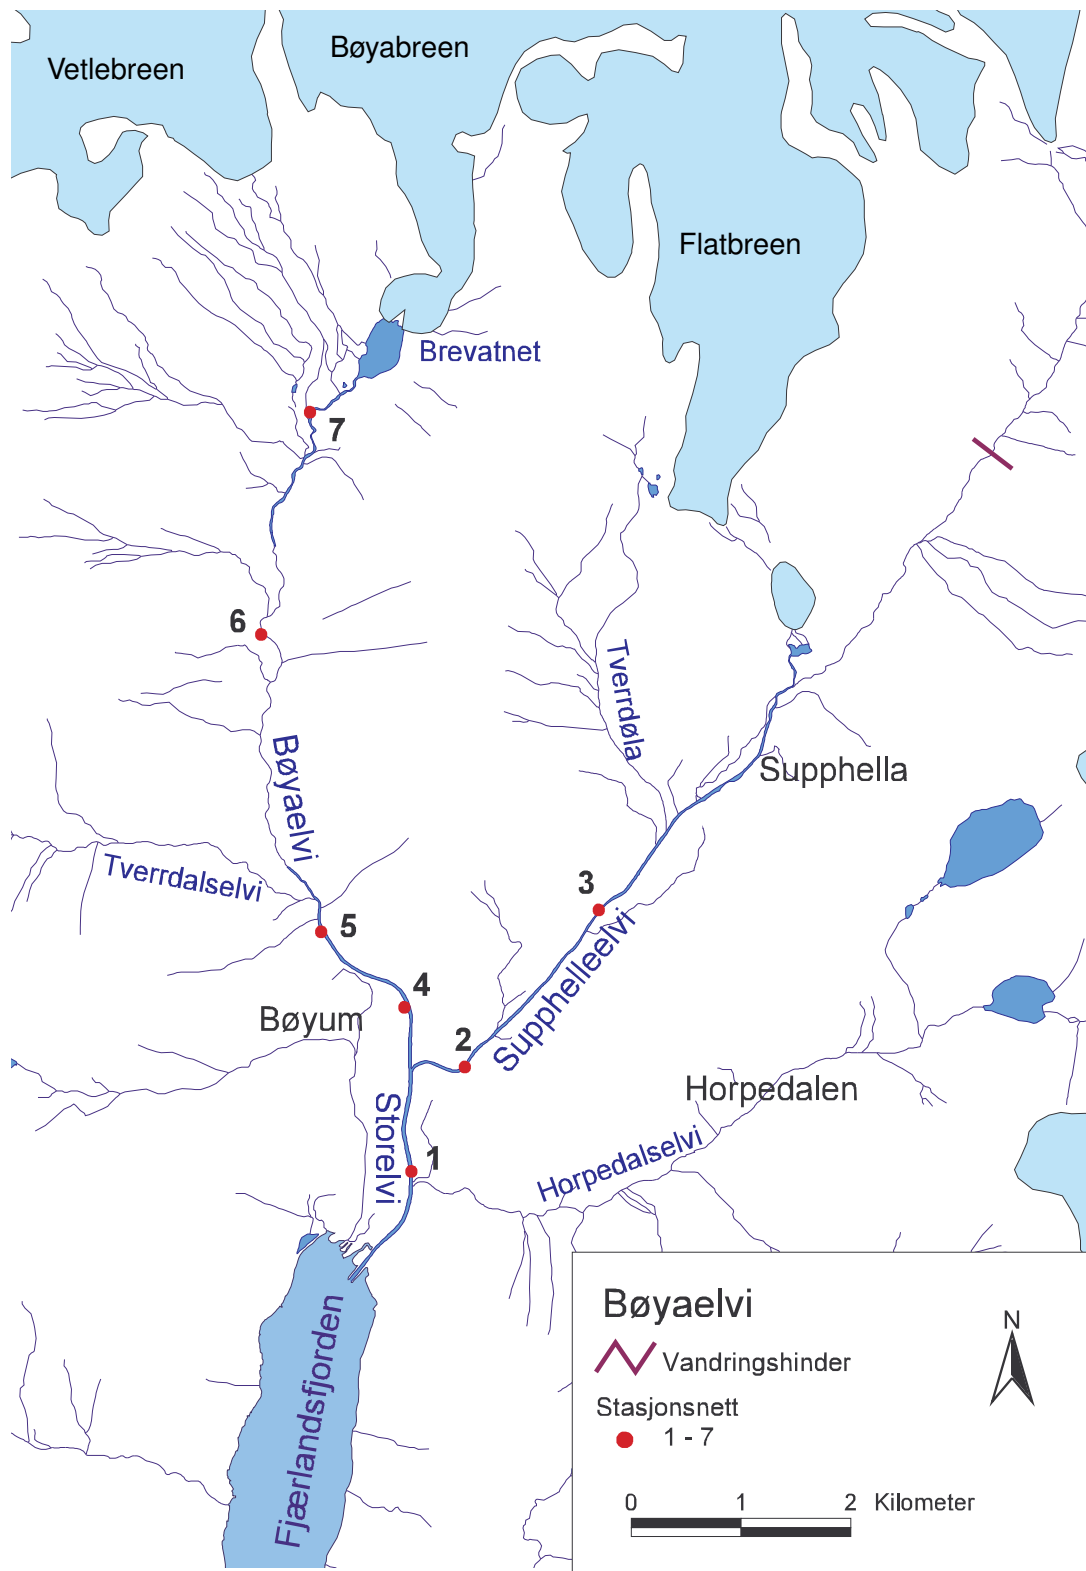 Bøyabreen
Vetlebreen
Flatbreen
Brevatnet
7
6
Tverrdøla
Bøyaelvi
Supphella
Tverrdalselvi
3
5
Supphelleelvi
4
Bøyum
2
Horpedalen
Storelvi
1
Horpedalselvi
Fjærlandsfjorden
Bøyaelvi
N
Vandringshinder
Stasjonsnett
1 - 7
0 1 2 Kilometer